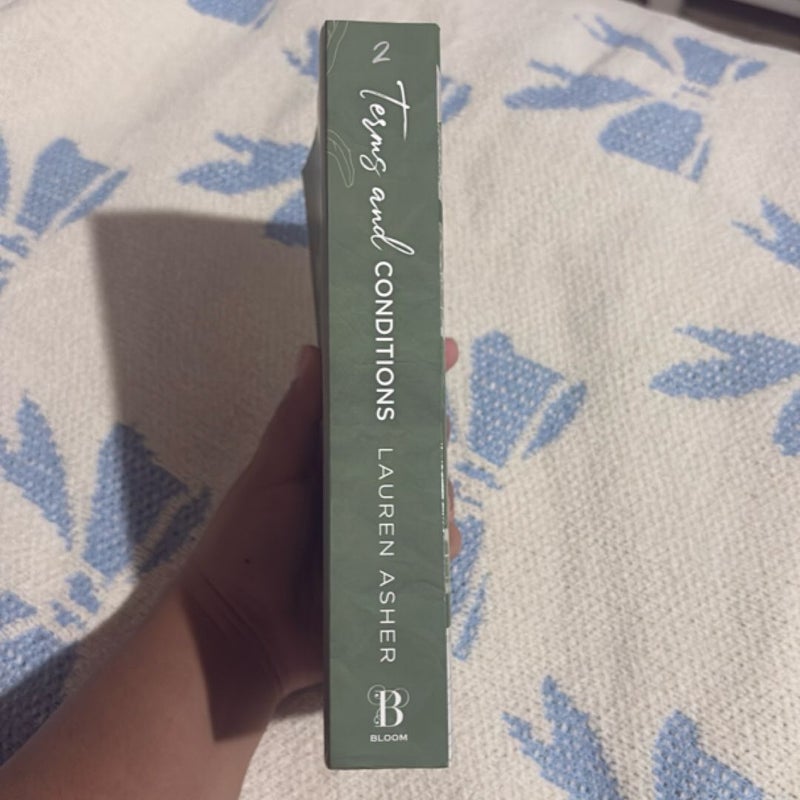 2
Terms and CONDITIONS
LAUREN ASHER
B
BLOOM